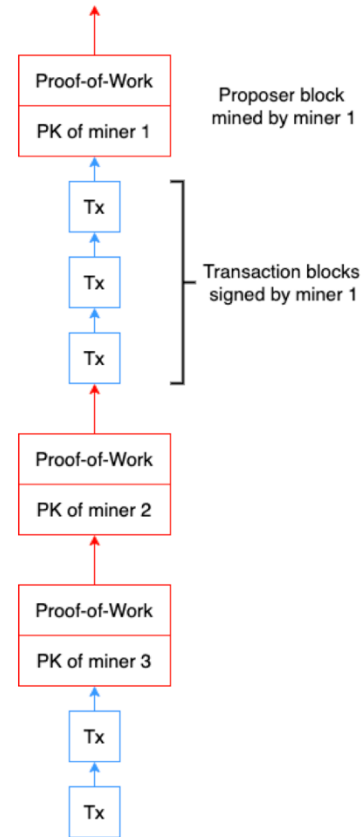 Proof-of-Work
PK of miner 1
Proposer block
mined by miner 1
Tx
Tx
Tx
Transaction blocks
signed by miner 1
Proof-of-Work
PK of miner 2
Proof-of-Work
PK of miner 3
Tx
Tx